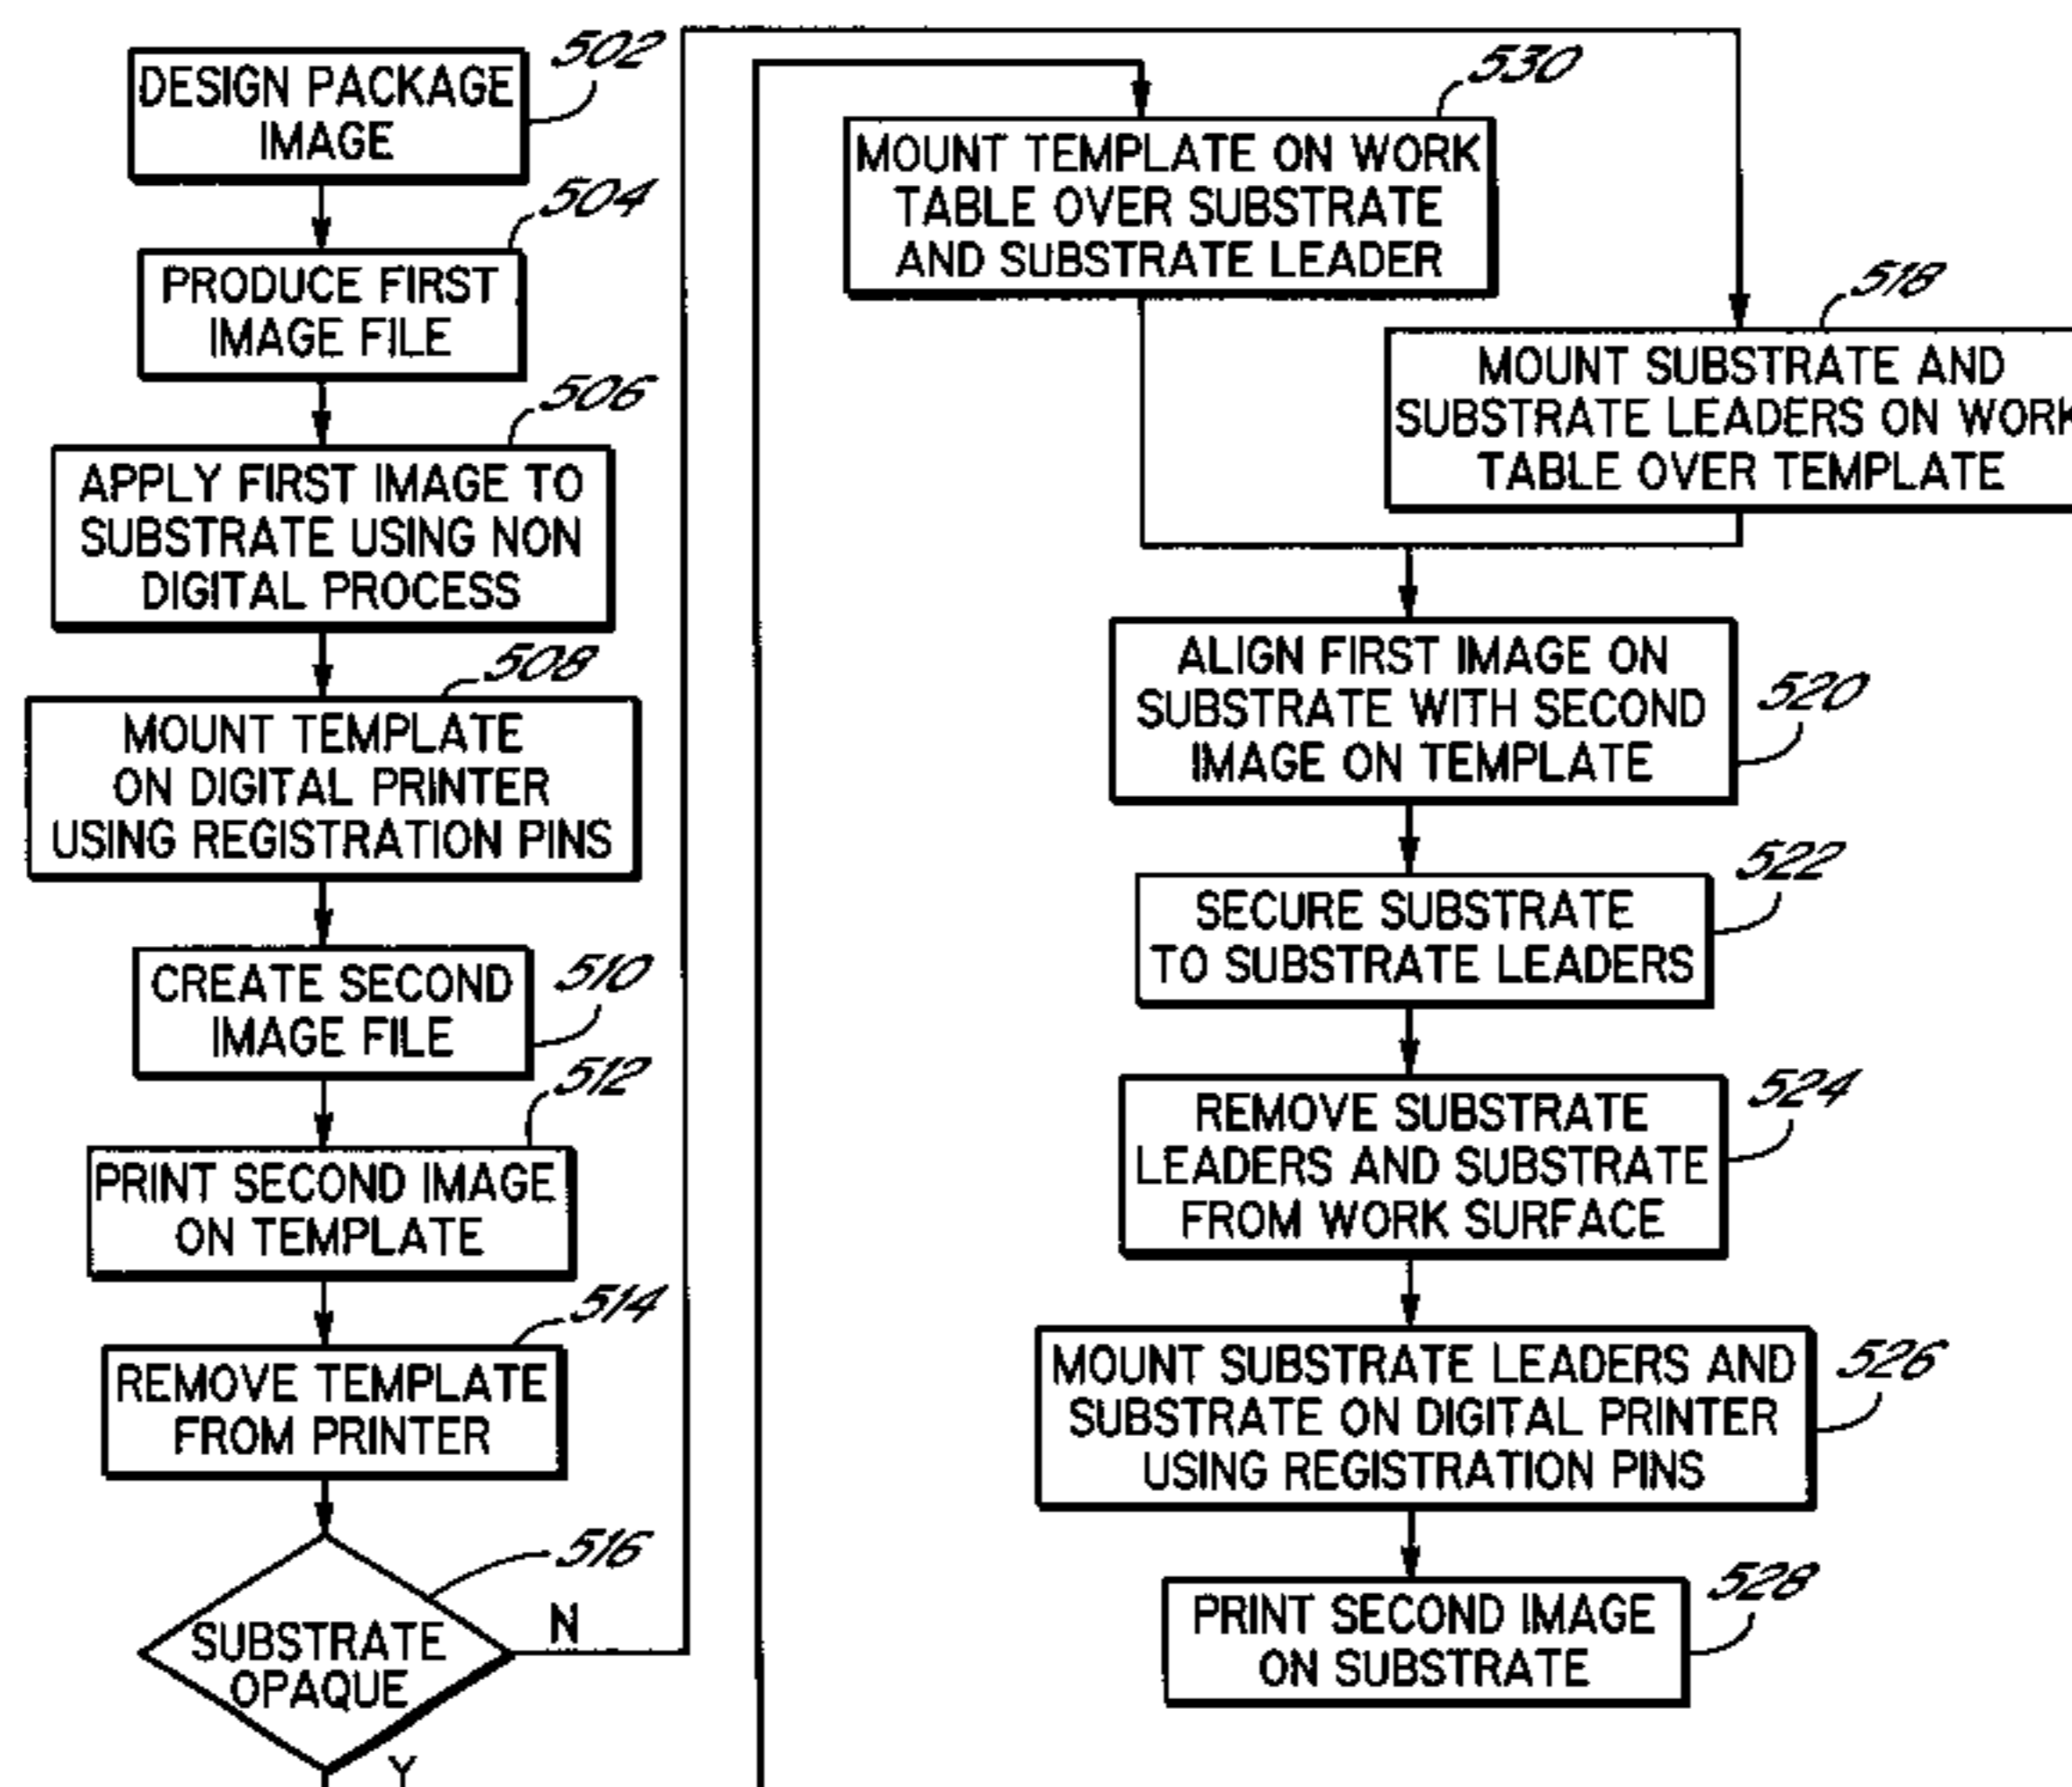 502
DESIGN PACKAGE
IMAGE
504
PRODUCE FIRST
IMAGE FILE
506
APPLY FIRST IMAGE TO
SUBSTRATE USING NON
DIGITAL PROCESS
508
MOUNT TEMPLATE
ON DIGITAL PRINTER
USING REGISTRATION PINS
510
CREATE SECOND
IMAGE FILE
512
PRINT SECOND IMAGE
ON TEMPLATE
514
REMOVE TEMPLATE
FROM PRINTER
516
SUBSTRATE
OPAQUE
N
Y
530
MOUNT TEMPLATE ON WORK
TABLE OVER SUBSTRATE
AND SUBSTRATE LEADER
518
MOUNT SUBSTRATE AND
SUBSTRATE LEADERS ON WORK
TABLE OVER TEMPLATE
520
ALIGN FIRST IMAGE ON
SUBSTRATE WITH SECOND
IMAGE ON TEMPLATE
522
SECURE SUBSTRATE
TO SUBSTRATE LEADERS
524
REMOVE SUBSTRATE
LEADERS AND SUBSTRATE
FROM WORK SURFACE
526
MOUNT SUBSTRATE LEADERS AND
SUBSTRATE ON DIGITAL PRINTER
USING REGISTRATION PINS
528
PRINT SECOND IMAGE
ON SUBSTRATE